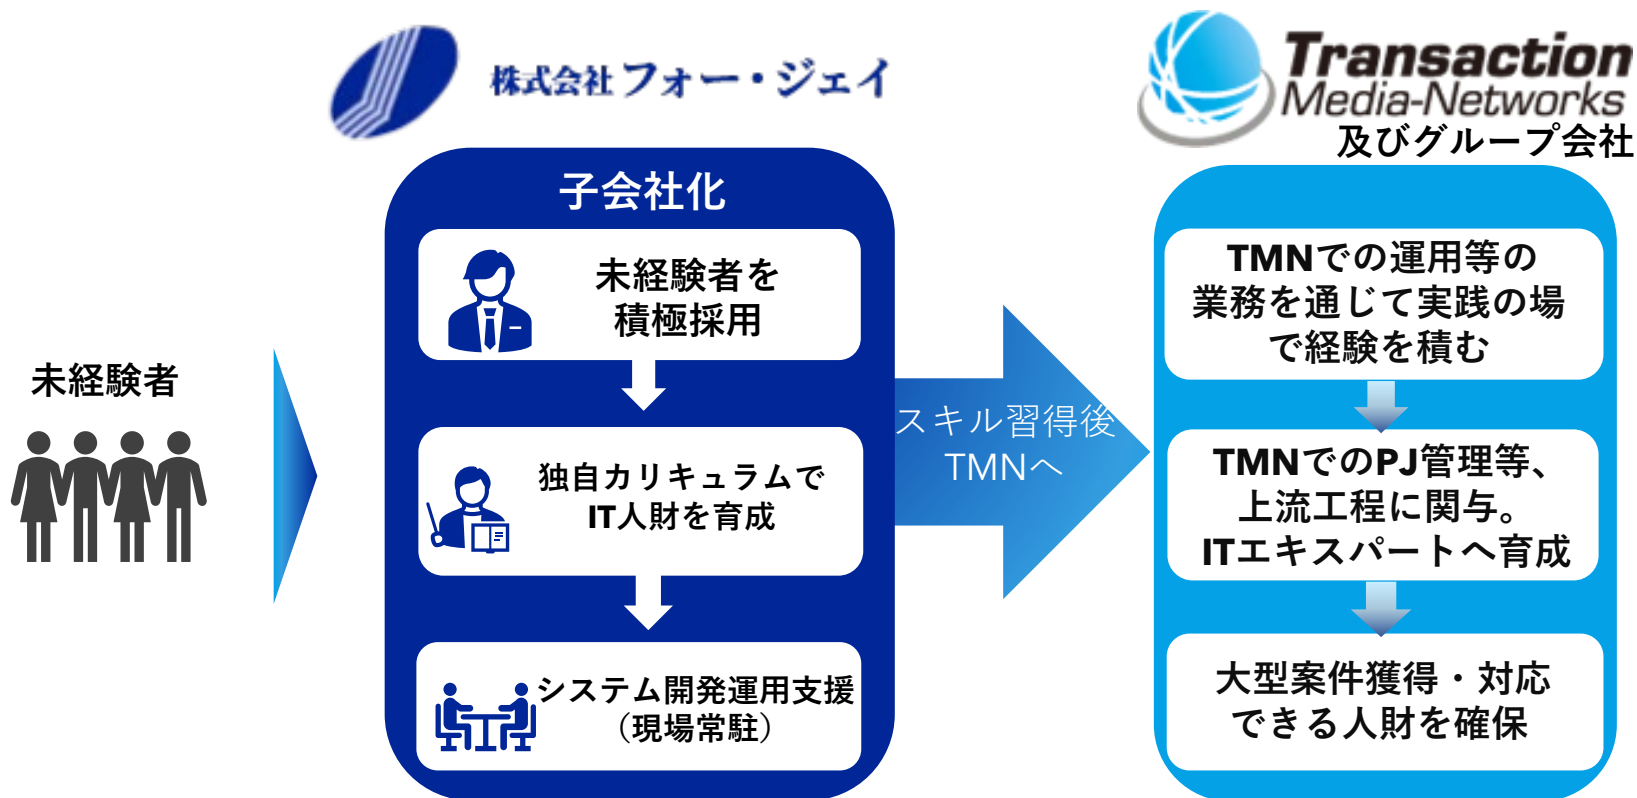 株式会社フォー・ジェイ
Transaction
Media-Networks
及びグループ会社
未経験者
子会社化
未経験者を
積極採用
独自カリキュラムで
IT人財を育成
システム開発運用支援
（現場常駐）
スキル習得後
TMNへ
TMNでの運用等の
業務を通じて実践の場
で経験を積む
TMNでのPJ管理等、
上流工程に関与。
ITエキスパートへ育成
大型案件獲得・対応
できる人財を確保